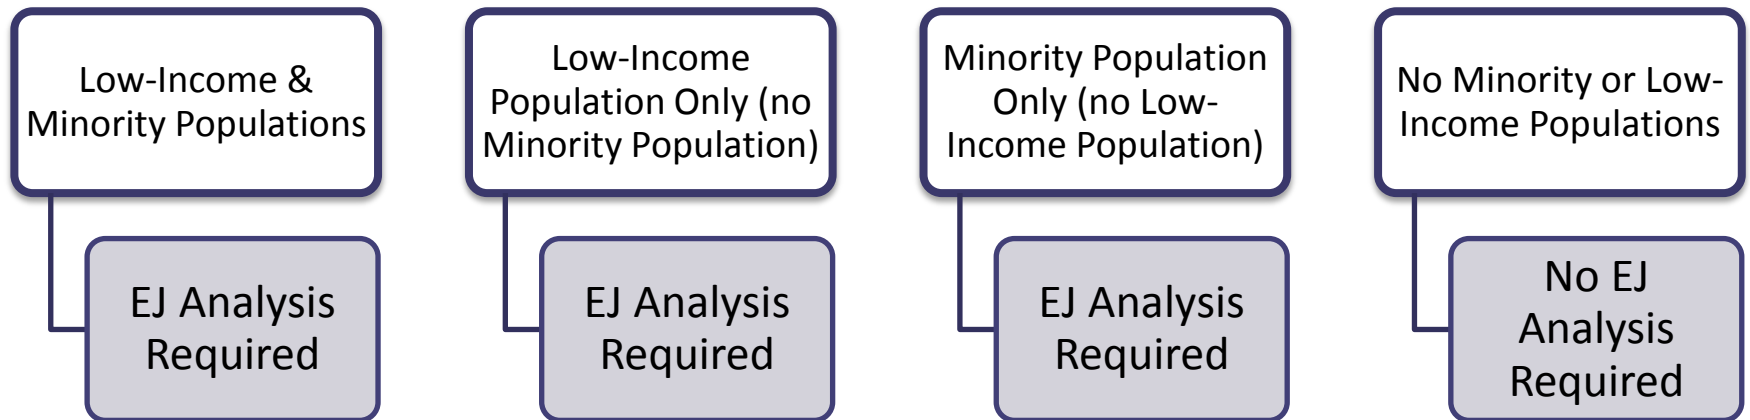 Low-Income &
Minority Populations
EJ Analysis
Required
Low-Income
Population Only (no
Minority Population)
EJ Analysis
Required
Minority Population
Only (no Low-
Income Population)
EJ Analysis
Required
No Minority or Low-
Income Populations
No EJ
Analysis
Required